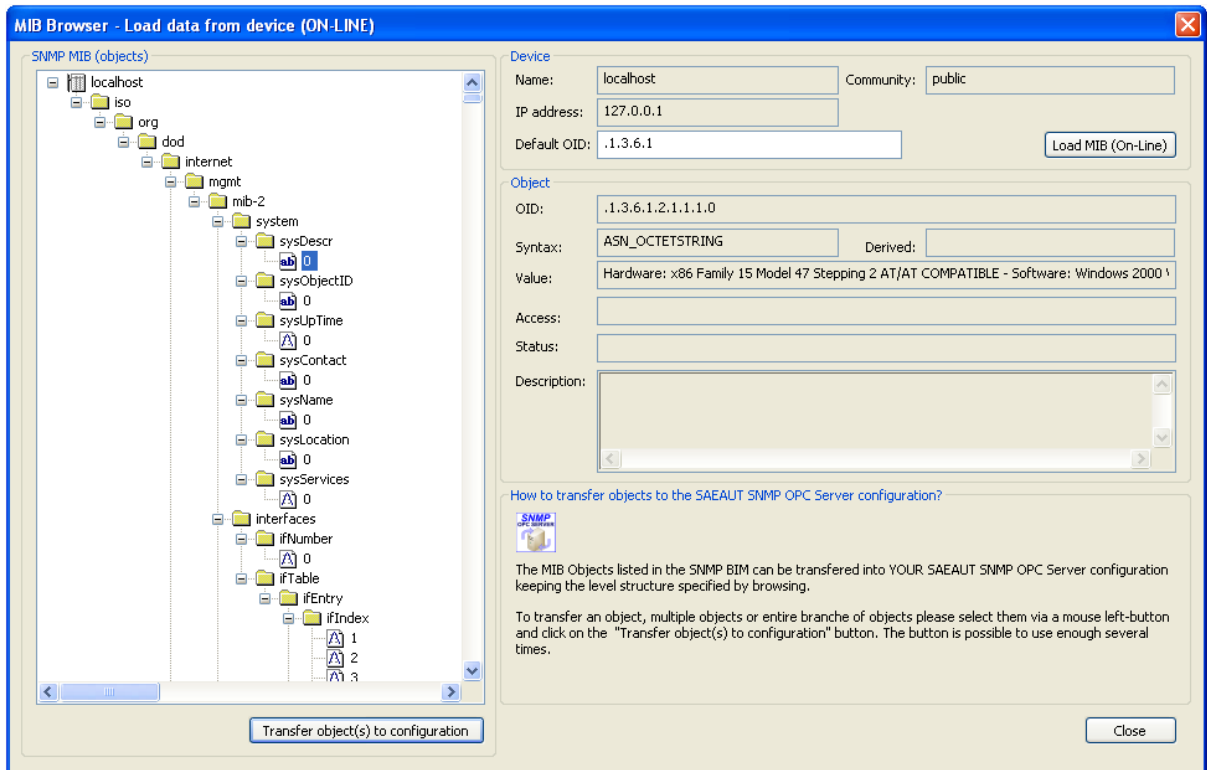 MIB Browser - Load data from device (ON-LINE)
SNMP MIB (objects)
localhost
iso
org
dod
internet
mgmt
mib-2
system
sysDescr
ab 0
sysObjectID
ab 0
sysUpTime
0
sysContact
ab 0
sysName
ab 0
sysLocation
ab 0
sysServices
0
interfaces
ifNumber
0
ifTable
ifEntry
ifIndex
1
2
3
Transfer object(s) to configuration
Device
Name: localhost Community: public
IP address: 127.0.0.1
Default OID: .1.3.6.1 Load MIB (On-Line)
Object
OID: .1.3.6.1.2.1.1.1.0
Syntax: ASN_OCTETSTRING Derived:
Value: Hardware: x86 Family 15 Model 47 Stepping 2 AT/AT COMPATIBLE - Software: Windows 2000
Access:
Status:
Description:
How to transfer objects to the SAEAUT SNMP OPC Server configuration?
SNMP
OPC SERVER
The MIB Objects listed in the SNMP BIM can be transfered into YOUR SAEAUT SNMP OPC Server configuration
keeping the level structure specified by browsing.
To transfer an object, multiple objects or entire branche of objects please select them via a mouse left-button
and click on the "Transfer object(s) to configuration" button. The button is possible to use enough several
times.
Close